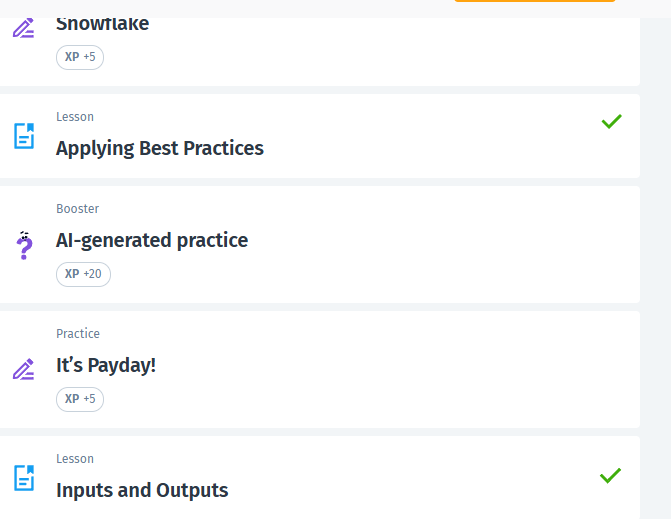 Snowflake
XP +5
Lesson
Applying Best Practices
Booster
AI-generated practice
XP +20
Practice
It’s Payday!
XP +5
Lesson
Inputs and Outputs